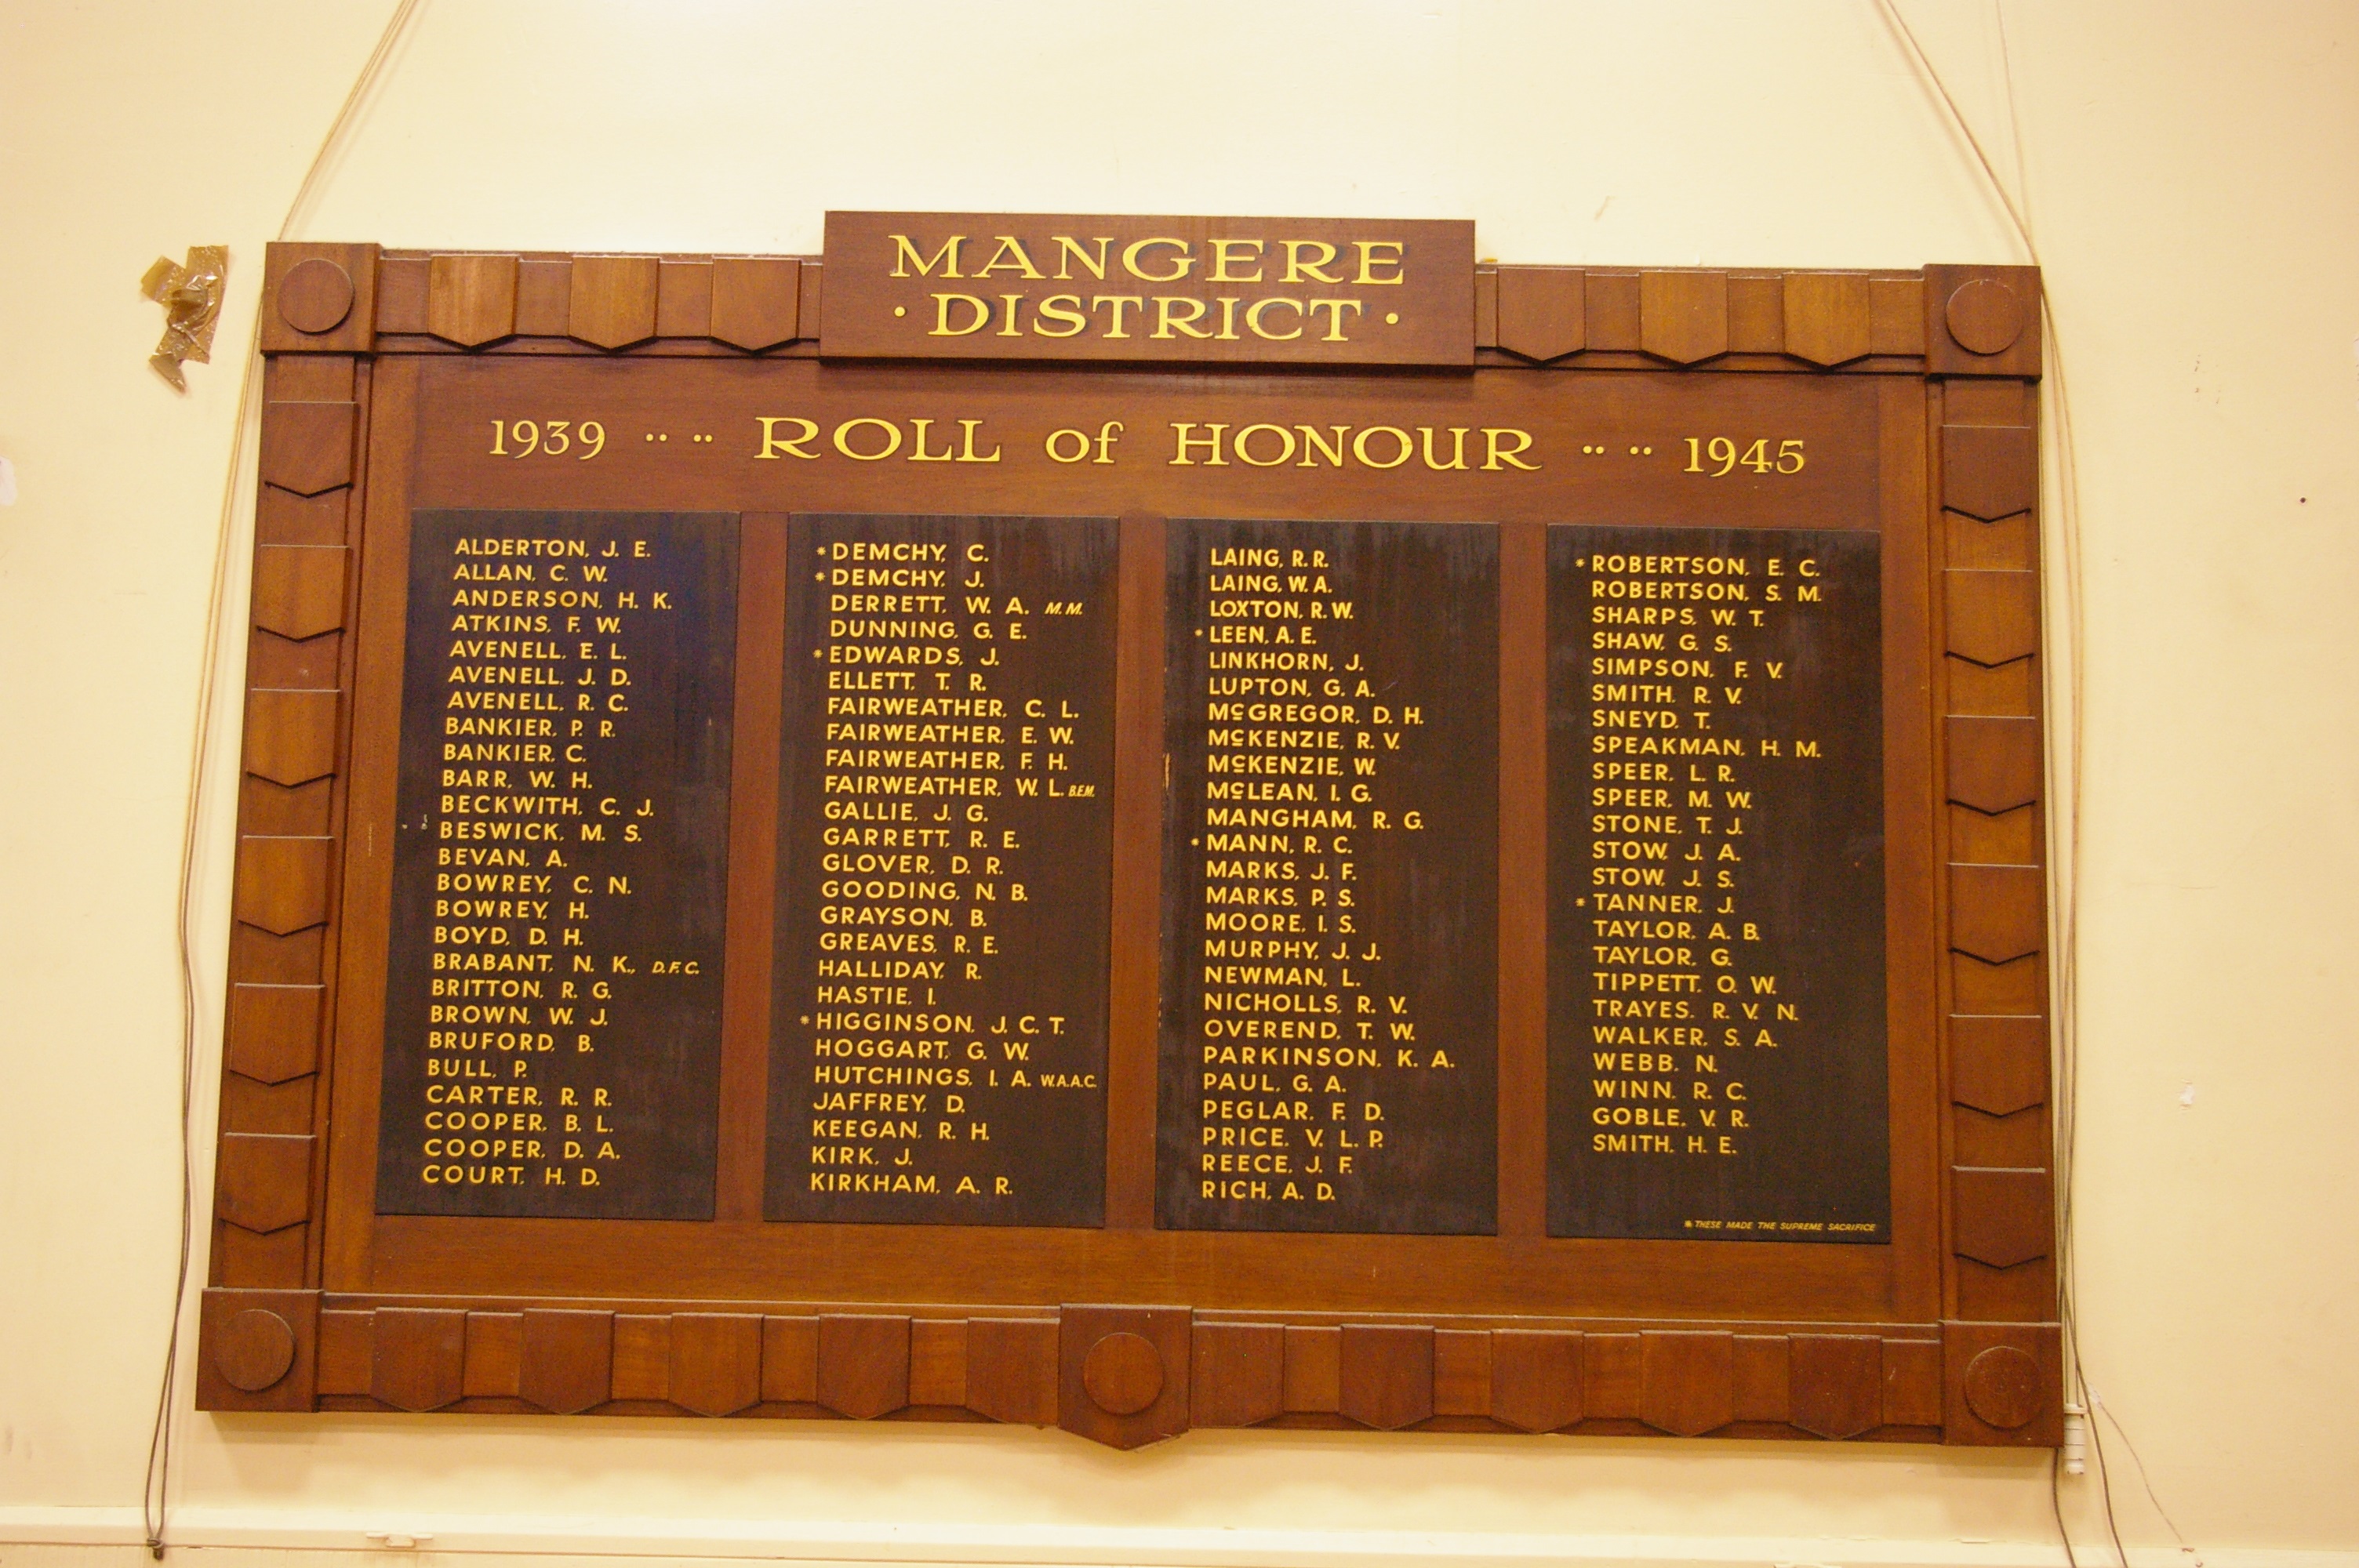 MANGERE
· DISTRICT ·
1939 ·· ·· ROLL of HONOUR ·· ·· 1945
ALDERTON, J. E.
ALLAN, C. W.
ANDERSON, H. K.
ATKINS, F. W.
AVENELL, E. L.
AVENELL, J. D.
AVENELL, R. C.
BANKIER, P. R.
BANKIER, C.
BARR, W. H.
BECKWITH, C. J.
BESWICK, M. S.
BEVAN, A.
BOWREY, C. N.
BOWREY, H.
BOYD, D. H.
BRABANT, N. K., D.F.C.
BRITTON, R. G.
BROWN, W. J.
BRUFORD, B.
BULL, P.
CARTER, R. R.
COOPER, B. L.
COOPER, D. A.
COURT, H. D.
* DEMCHY, C.
* DEMCHY, J.
DERRETT, W. A. M.M.
DUNNING, G. E.
* EDWARDS, J.
ELLETT, T. R.
FAIRWEATHER, C. L.
FAIRWEATHER, E. W.
FAIRWEATHER, F. H.
FAIRWEATHER, W. L. B.E.M.
GALLIE, J. G.
GARRETT, R. E.
GLOVER, D. R.
GOODING, N. B.
GRAYSON, B.
GREAVES, R. E.
HALLIDAY, R.
HASTIE, I.
* HIGGINSON, J. C. T.
HOGGART, G. W.
HUTCHINGS, I. A. W.A.A.C.
JAFFREY, D.
KEEGAN, R. H.
KIRK, J.
KIRKHAM, A. R.
LAING, R. R.
LAING, W. A.
LOXTON, R. W.
* LEEN, A. E.
LINKHORN, J.
LUPTON, G. A.
McGREGOR, D. H.
McKENZIE, R. V.
McKENZIE, W.
McLEAN, I. G.
MANGHAM, R. G.
* MANN, R. C.
MARKS, J. F.
MARKS, P. S.
MOORE, I. S.
MURPHY, J. J.
NEWMAN, L.
NICHOLLS, R. V.
OVEREND, T. W.
PARKINSON, K. A.
PAUL, G. A.
PEGLAR, F. D.
PRICE, V. L. P.
REECE, J. F.
RICH, A. D.
* ROBERTSON, E. C.
ROBERTSON, S. M.
SHARPS, W. T.
SHAW, G. S.
SIMPSON, F. V.
SMITH, R. V.
SNEYD, T.
SPEAKMAN, H. M.
SPEER, L. R.
SPEER, M. W.
STONE, T. J.
STOW, J. A.
STOW, J. S.
* TANNER, J.
TAYLOR, A. B.
TAYLOR, G.
TIPPETT, O. W.
TRAYES, R. V. N.
WALKER, S. A.
WEBB, N.
WINN, R. C.
GOBLE, V. R.
SMITH, H. E.
* THESE MADE THE SUPREME SACRIFICE